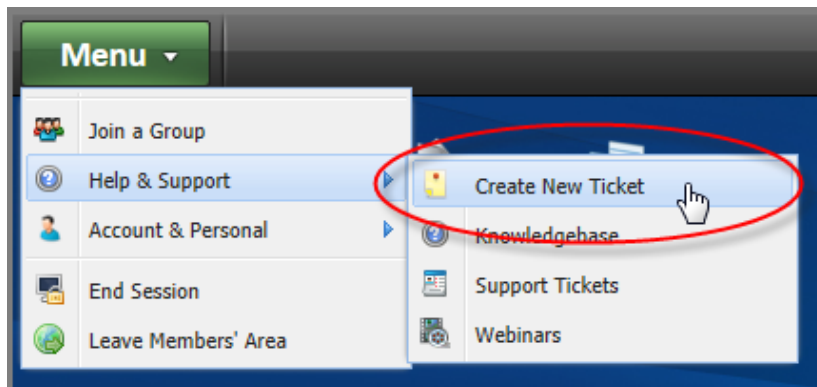 Menu
Join a Group
Help & Support
Account & Personal
End Session
Leave Members' Area
Create New Ticket
Knowledgebase
Support Tickets
Webinars